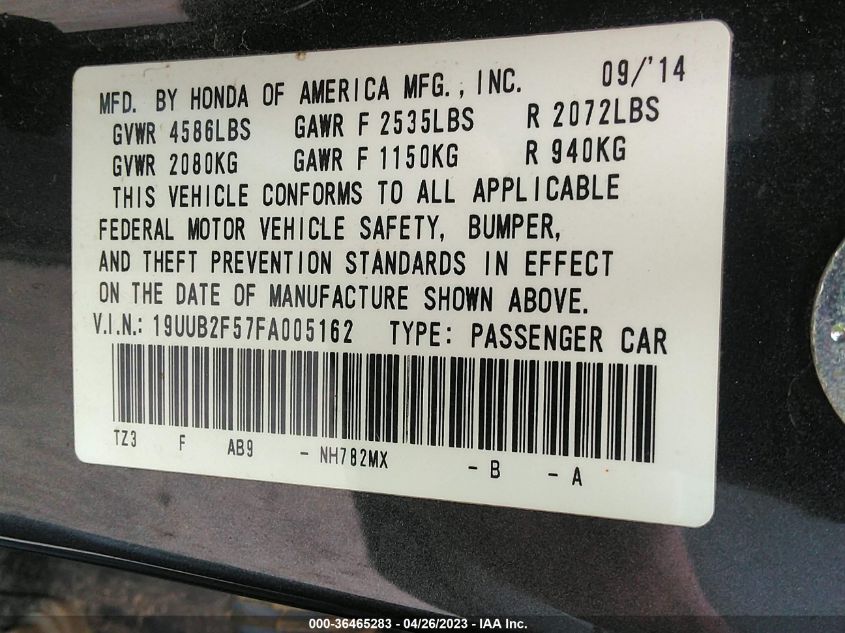 MFD. BY HONDA OF AMERICA MFG., INC. 09/'14
GVWR 4586LBS GAWR F 2535LBS R 2072LBS
GVWR 2080KG GAWR F 1150KG R 940KG
THIS VEHICLE CONFORMS TO ALL APPLICABLE
FEDERAL MOTOR VEHICLE SAFETY, BUMPER,
AND THEFT PREVENTION STANDARDS IN EFFECT
ON THE DATE OF MANUFACTURE SHOWN ABOVE.
V.I.N.: 19UUB2F57FA005162 TYPE: PASSENGER CAR
TZ3 F AB9 - NH782MX - B - A
000-36465283 - 04/26/2023 - IAA Inc.